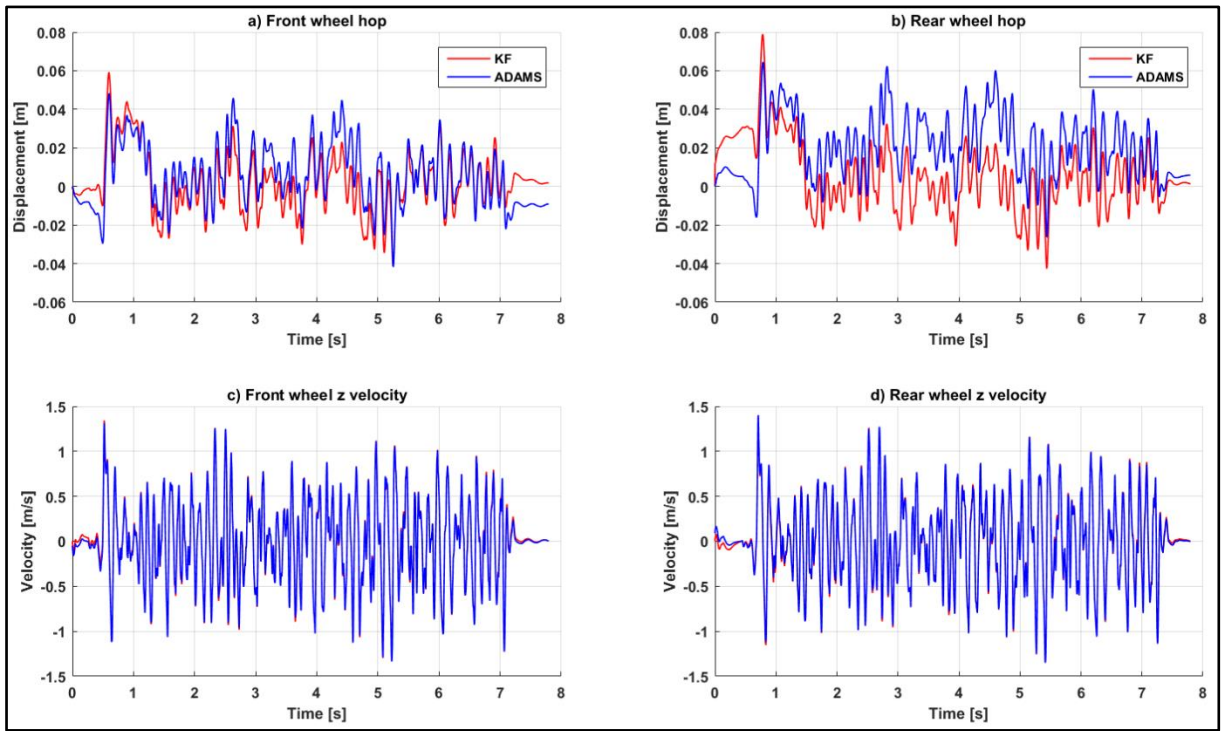 a) Front wheel hop
Displacement [m]
0.08
0.06
0.04
0.02
0
-0.02
-0.04
-0.06
KF
ADAMS
0 1 2 3 4 5 6 7 8
Time [s]
b) Rear wheel hop
Displacement [m]
0.08
0.06
0.04
0.02
0
-0.02
-0.04
-0.06
KF
ADAMS
0 1 2 3 4 5 6 7 8
Time [s]
c) Front wheel z velocity
Velocity [m/s]
1.5
1
0.5
0
-0.5
-1
-1.5
0 1 2 3 4 5 6 7 8
Time [s]
d) Rear wheel z velocity
Velocity [m/s]
1.5
1
0.5
0
-0.5
-1
-1.5
0 1 2 3 4 5 6 7 8
Time [s]